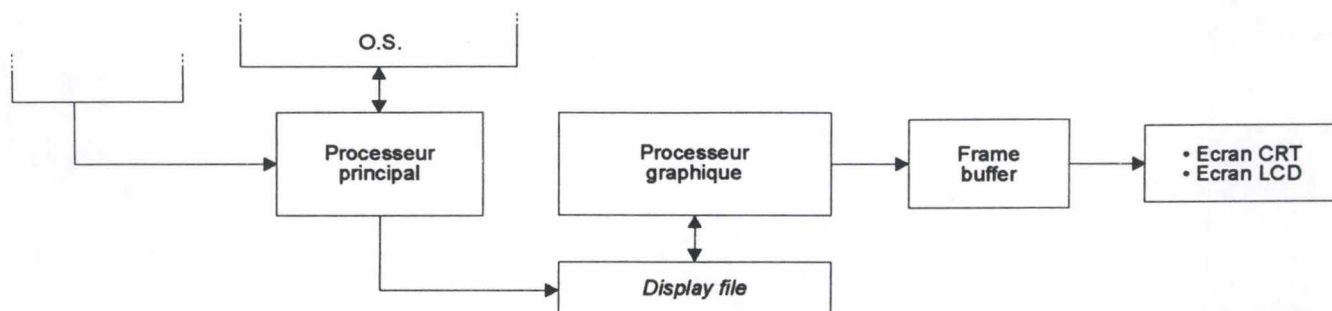 O.S.
Processeur
principal
Processeur
graphique
Frame
buffer
• Ecran CRT
• Ecran LCD
Display file